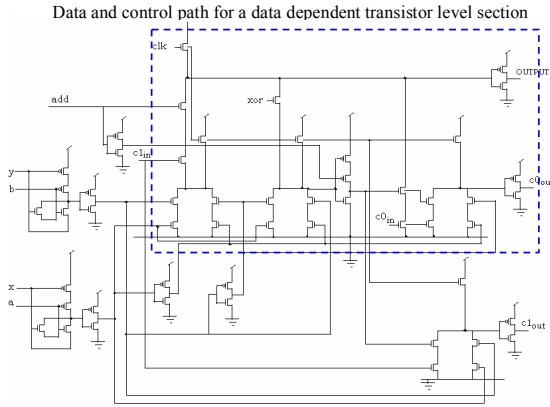 Data and control path for a data dependent transistor level section
clk
OUTPUT
add
xor
c1in
y
b
c0ou
c0in
x
a
c1out